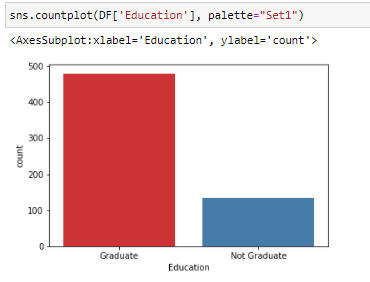 sns.countplot(DF['Education'], palette="Set1")
<AxesSubplot:xlabel='Education', ylabel='count'>
500
400
300
200
100
0
count
Graduate Not Graduate
Education